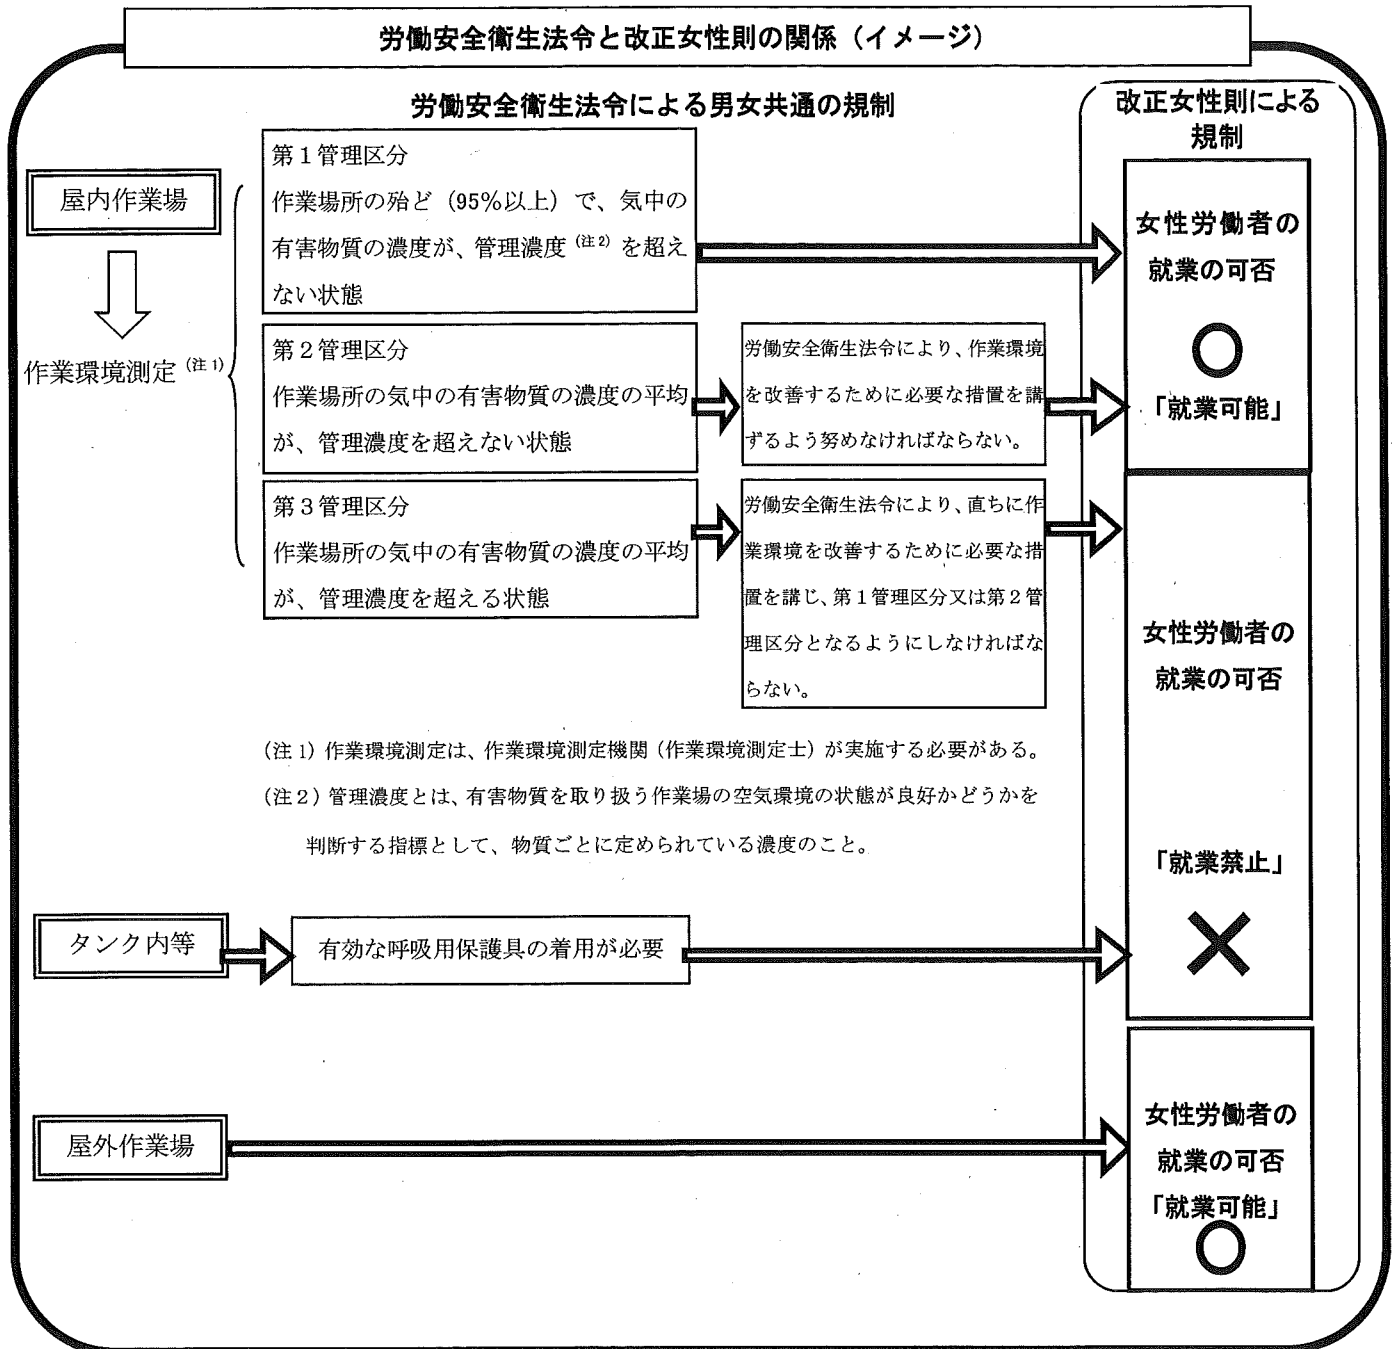 労働安全衛生法令と改正女性則の関係（イメージ）
労働安全衛生法令による男女共通の規制
改正女性則による
規制
屋内作業場
作業環境測定（注1）
第１管理区分
作業場所の殆ど（95％以上）で、気中の
有害物質の濃度が、管理濃度（注2）を超え
ない状態
女性労働者の
就業の可否
○
「就業可能」
第２管理区分
作業場所の気中の有害物質の濃度の平均
が、管理濃度を超えない状態
労働安全衛生法令により、作業環境
を改善するために必要な措置を講
ずるよう努めなければならない。
第３管理区分
作業場所の気中の有害物質の濃度の平均
が、管理濃度を超える状態
労働安全衛生法令により、直ちに作
業環境を改善するために必要な措
置を講じ、第１管理区分又は第２管
理区分となるようにしなければな
らない。
女性労働者の
就業の可否
「就業禁止」
×
（注1）作業環境測定は、作業環境測定機関（作業環境測定士）が実施する必要がある。
（注２）管理濃度とは、有害物質を取り扱う作業場の空気環境の状態が良好かどうかを
判断する指標として、物質ごとに定められている濃度のこと。
タンク内等
有効な呼吸用保護具の着用が必要
屋外作業場
女性労働者の
就業の可否
「就業可能」
○